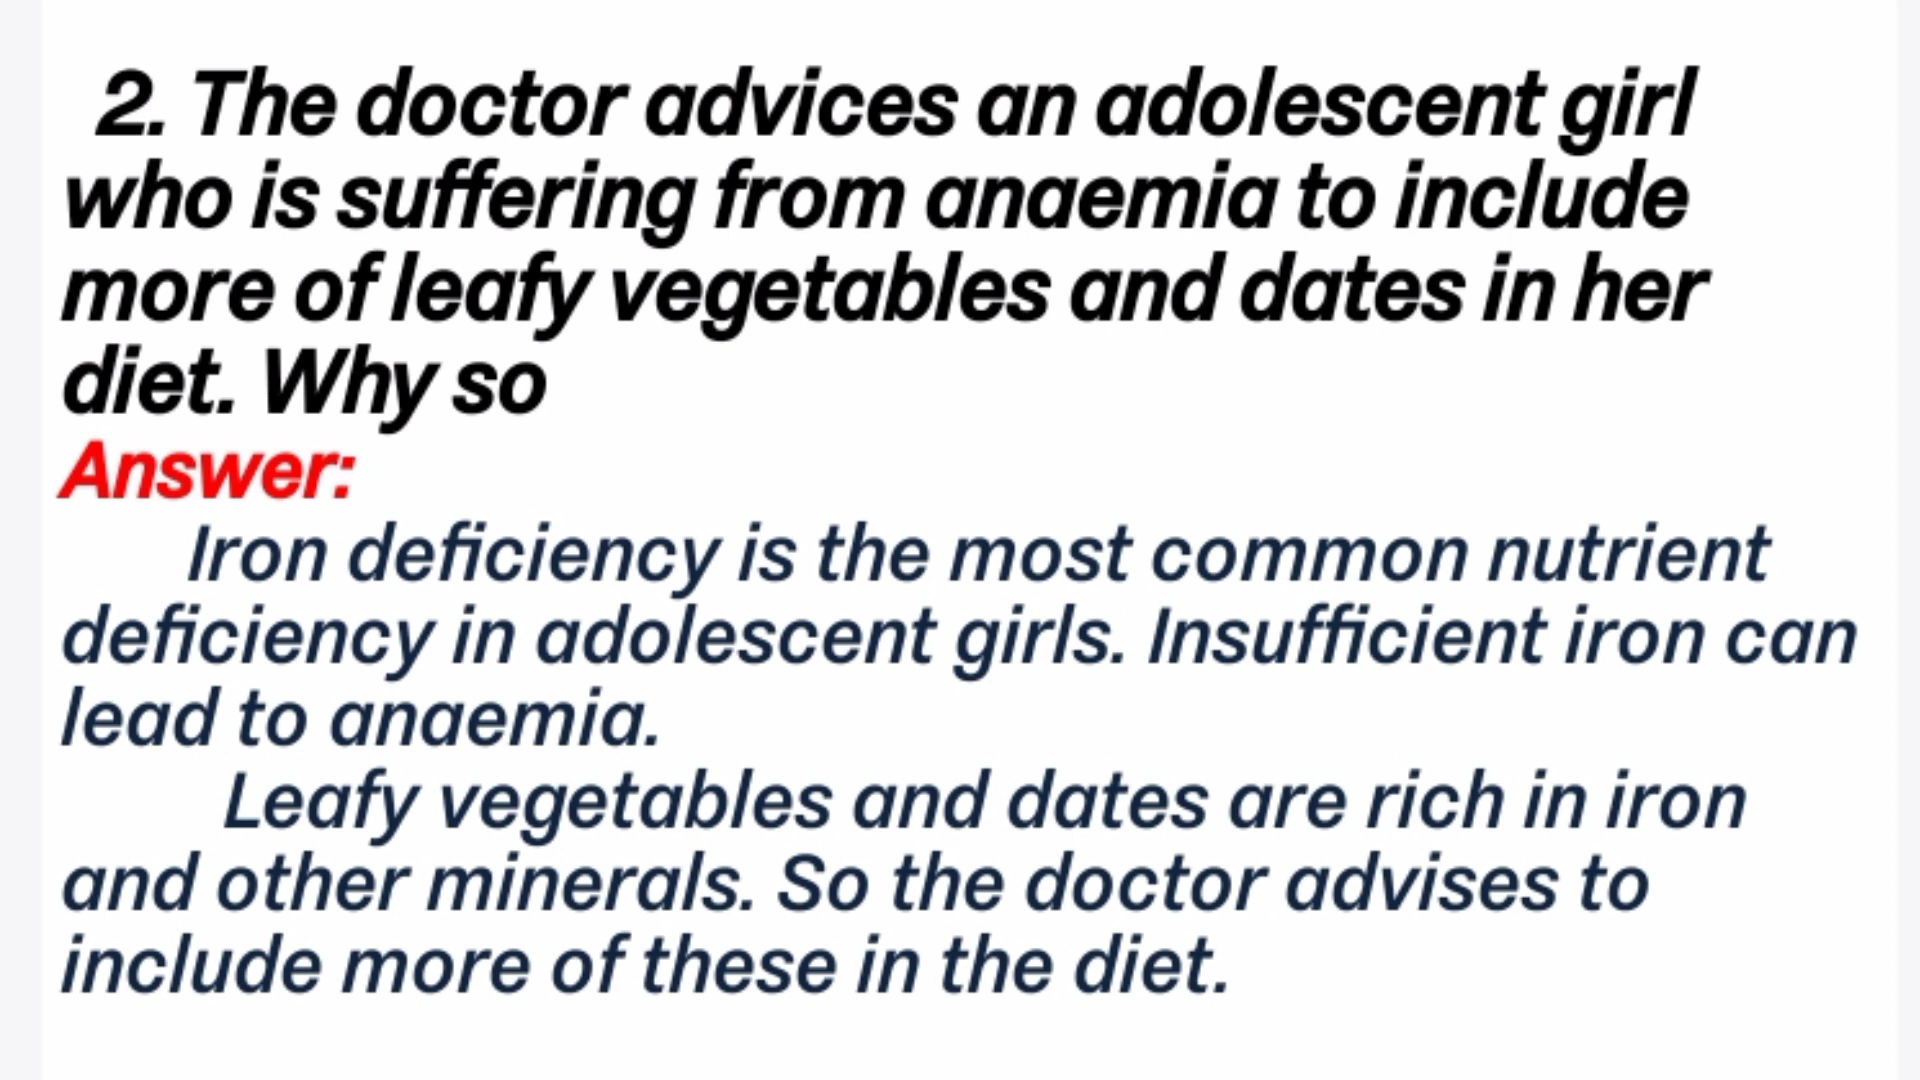 2. The doctor advices an adolescent girl
who is suffering from anaemia to include
more of leafy vegetables and dates in her
diet. Why so
Answer:
Iron deficiency is the most common nutrient
deficiency in adolescent girls. Insufficient iron can
lead to anaemia.
Leafy vegetables and dates are rich in iron
and other minerals. So the doctor advises to
include more of these in the diet.